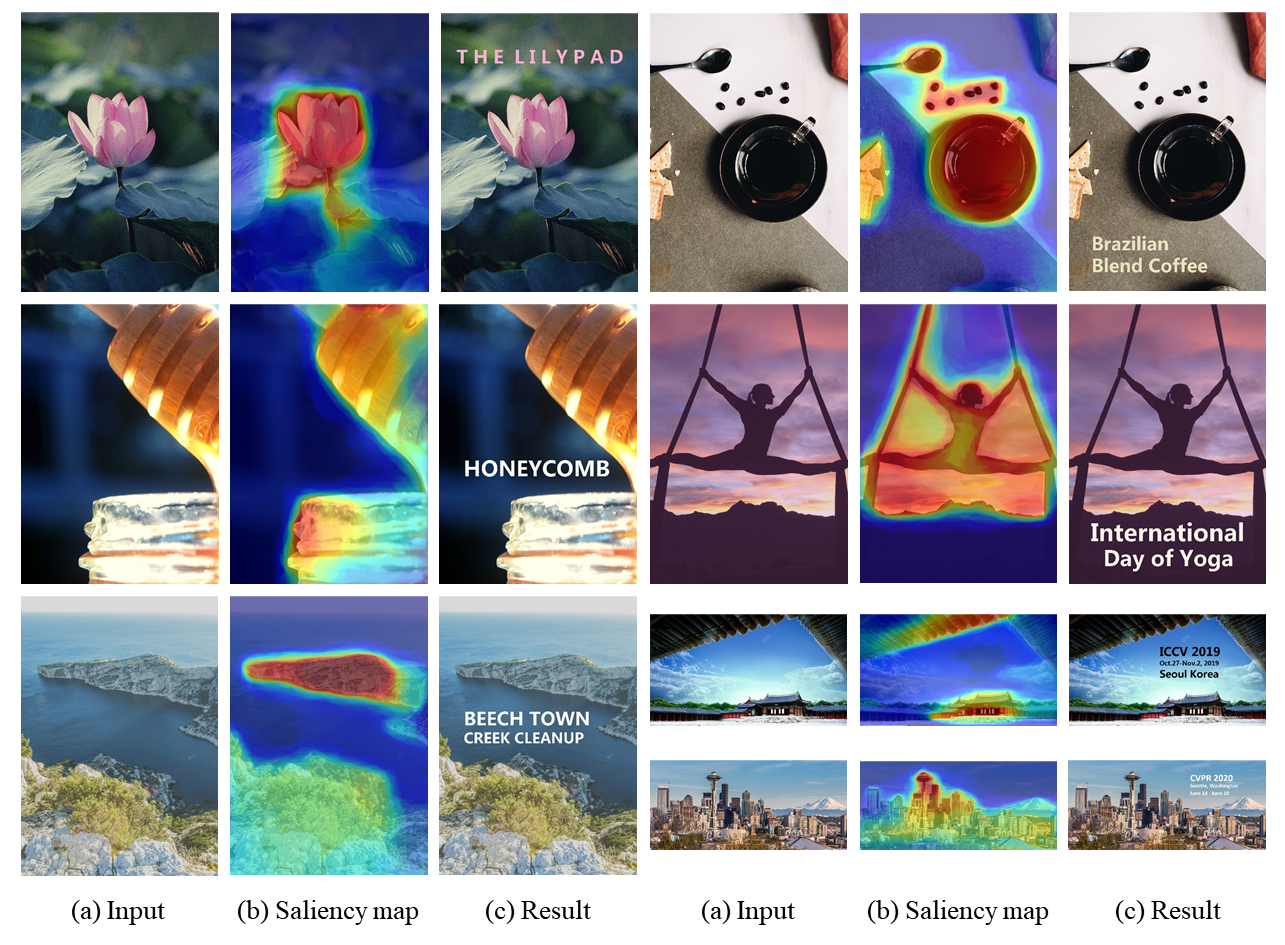 THE LILYPAD
Brazilian
Blend Coffee
HONEYCOMB
International
Day of Yoga
BEECH TOWN
CREEK CLEANUP
ICCV 2019
Oct.27-Nov.2, 2019
Seoul Korea
CVPR 2020
Seattle, Washington
June 14 - June 19
(a) Input
(b) Saliency map
(c) Result
(a) Input
(b) Saliency map
(c) Result